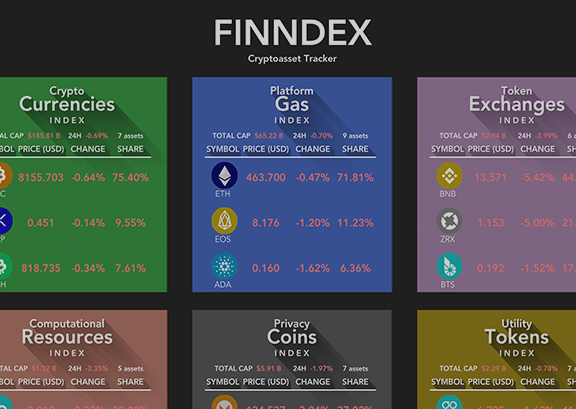 FINNDEX
Cryptoasset Tracker
Crypto
Currencies
INDEX
CAP $185.81 B 24H -0.69% 7 assets
PRICE (USD) CHANGE SHARE
8155.703 -0.64% 75.40%
0.451 -0.14% 9.55%
818.735 -0.34% 7.61%
Platform
Gas
INDEX
TOTAL CAP $65.22 B 24H -0.70% 9 assets
SYMBOL PRICE (USD) CHANGE SHARE
463.700 -0.47% 71.81%
ETH
8.176 -1.20% 11.23%
EOS
0.160 -1.62% 6.36%
ADA
Token
Exchanges
INDEX
TOTAL CAP $2.94 B 24H -3.99%
SYMBOL PRICE (USD) CHANGE
13.571 -5.42%
BNB
1.153 -5.00%
ZRX
0.192 -1.52%
BTS
Computational
Resources
INDEX
CAP $1.32 B 24H -2.35% 5 assets
PRICE (USD) CHANGE SHARE
Privacy
Coins
INDEX
TOTAL CAP $5.91 B 24H -1.97% 7 assets
SYMBOL PRICE (USD) CHANGE SHARE
Utility
Tokens
INDEX
TOTAL CAP $2.29 B 24H -0.78%
SYMBOL PRICE (USD) CHANGE